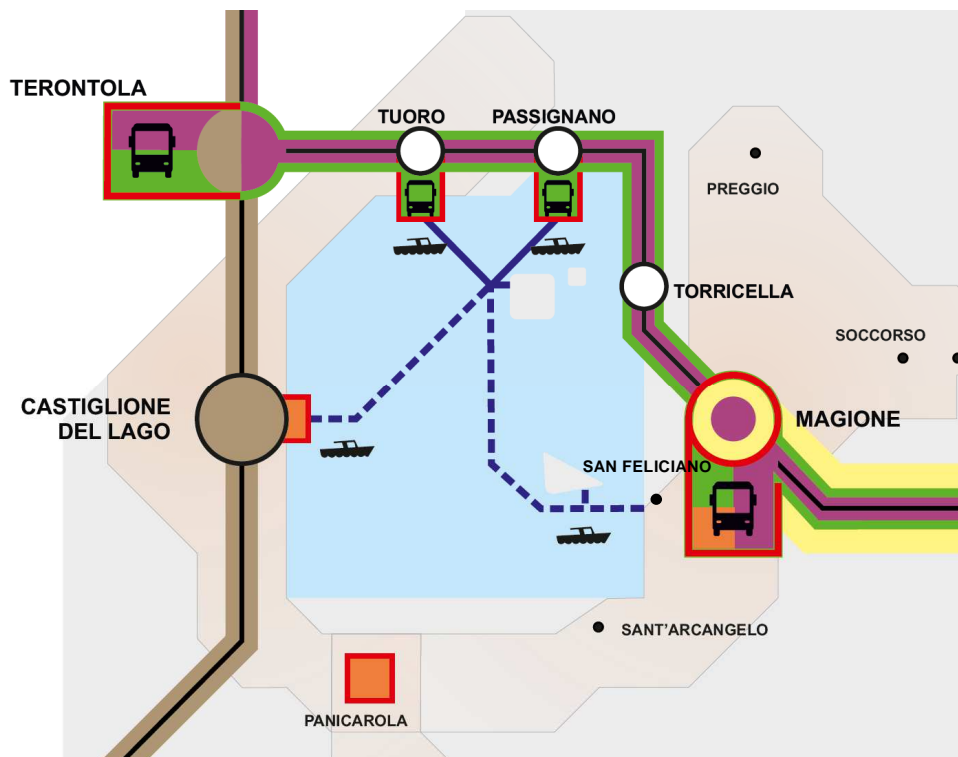 TERONTOLA
TUORO
PASSIGNANO
PREGGIO
TORRICELLA
SOCCORSO
CASTIGLIONE
DEL LAGO
MAGIONE
SAN FELICIANO
SANT'ARCANGELO
PANICAROLA